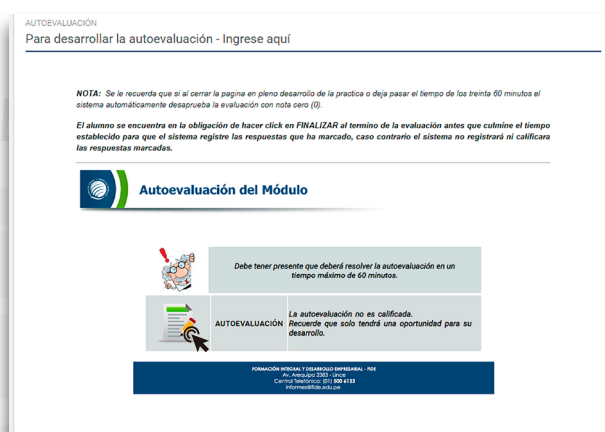 AUTOEVALUACIÓN
Para desarrollar la autoevaluación - Ingrese aquí
NOTA: Se le recuerda que si al cerrar la pagina en pleno desarrollo de la practica o deja pasar el tiempo de los treinta 60 minutos el
sistema automáticamente desaprueba la evaluación con nota cero (0).
El alumno se encuentra en la obligación de hacer click en FINALIZAR al termino de la evaluación antes que culmine el tiempo
establecido para que el sistema registre las respuestas que ha marcado, caso contrario el sistema no registrará ni calificara
las respuestas marcadas.
Autoevaluación del Módulo
Debe tener presente que deberá resolver la autoevaluación en un
tiempo máximo de 60 minutos.
AUTOEVALUACIÓN
La autoevaluación no es calificada.
Recuerde que solo tendrá una oportunidad para su
desarrollo.
FORMACIÓN INTEGRAL Y DESARROLLO EMPRESARIAL - FIDE
Av. Arequipa 2383 - Lince
Central Telefónica: (51) 500 6133
informes@fide.edu.pe